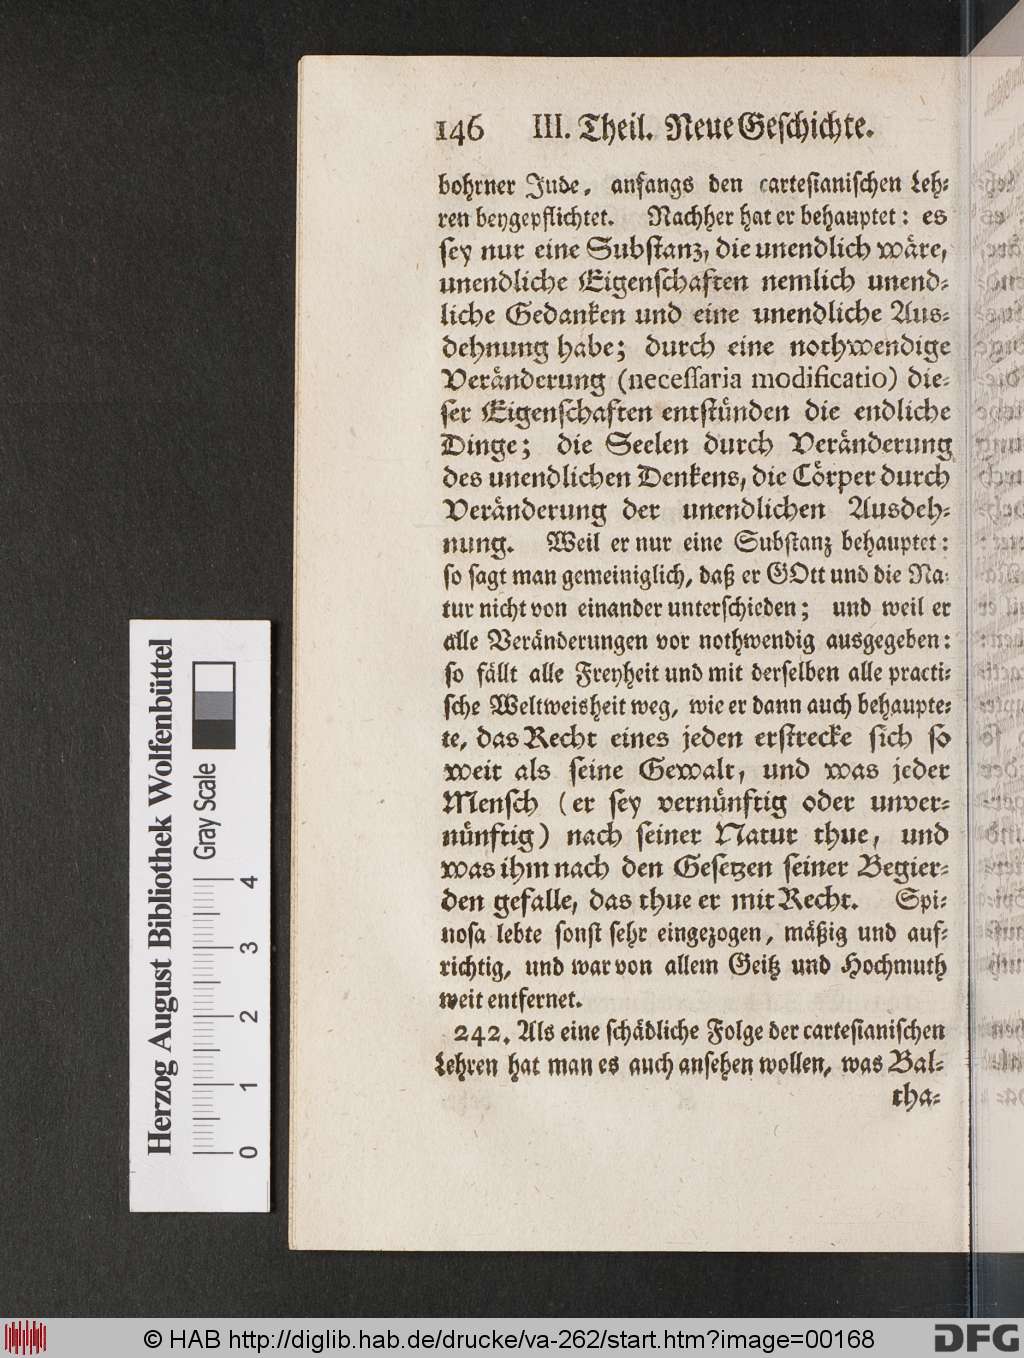 146 III. Theil. Neue Geschichte.
bohrner Jude, anfangs den cartesianischen Leh-
ren beygepflichtet. Nachher hat er behauptet: es
sey nur eine Substanz, die unendlich wäre,
unendliche Eigenschaften nemlich unend-
liche Gedanken und eine unendliche Aus-
dehnung habe; durch eine nothwendige
Veränderung (necessaria modificatio) die-
ser Eigenschaften entstünden die endliche
Dinge; die Seelen durch Veränderung
des unendlichen Denkens, die Cörper durch
Veränderung der unendlichen Ausdeh-
nung. Weil er nur eine Substanz behauptet:
so sagt man gemeiniglich, daß er GOtt und die Na-
tur nicht von einander unterschieden; und weil er
alle Veränderungen vor nothwendig ausgegeben:
so fällt alle Freyheit und mit derselben alle practi-
sche Weltweisheit weg, wie er dann auch behaupte-
te, das Recht eines jeden erstrecke sich so
weit als seine Gewalt, und was jeder
Mensch (er sey vernünftig oder unver-
nünftig) nach seiner Natur thue, und
was ihm nach den Gesetzen seiner Begier-
den gefalle, das thue er mit Recht. Spi-
nosa lebte sonst sehr eingezogen, mäßig und auf-
richtig, und war von allem Geitz und Hochmuth
weit entfernet.
242. Als eine schädliche Folge der cartesianischen
Lehren hat man es auch ansehen wollen, was Bal-
tha-
Herzog August Bibliothek Wolfenbüttel
Gray Scale
0 1 2 3 4
© HAB http://diglib.hab.de/drucke/va-262/start.htm?image=00168
DFG